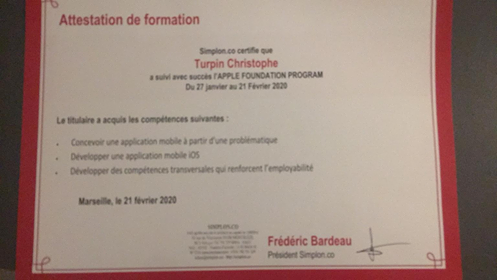 Attestation de formation
Simplon.co certifie que
Turpin Christophe
a suivi avec succès l'APPLE FOUNDATION PROGRAM
Du 27 janvier au 21 Février 2020
Le titulaire a acquis les compétences suivantes :
Concevoir une application mobile à partir d'une problématique
Développer une application mobile iOS
Développer des compétences transversales qui renforcent l'employabilité
Marseille, le 21 février 2020
SIMPLON.CO
Frédéric Bardeau
Président Simplon.co